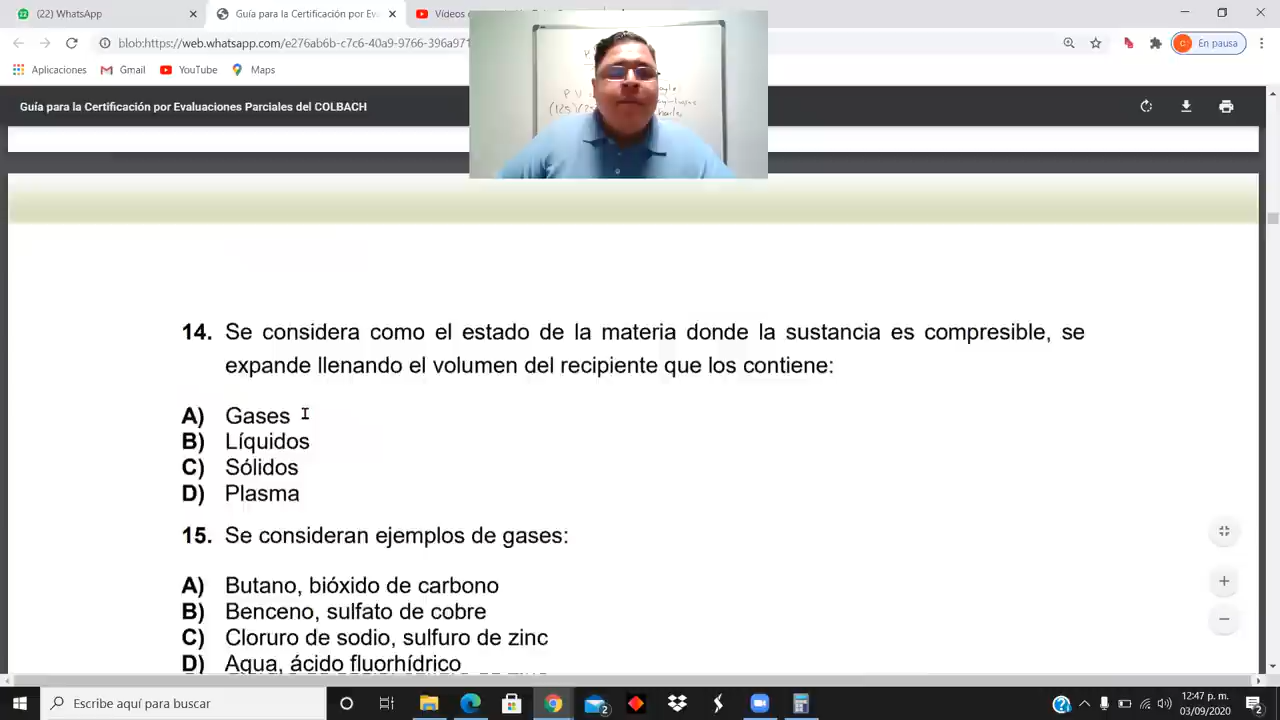 (22) WhatsApp
Guía para la Certificación por Eva
Vídeos
blob:https://web.whatsapp.com/e276ab6b-c7c6-40a9-9766-396a971
En pausa
Aplicaciones
Gmail
YouTube
Maps
Guía para la Certificación por Evaluaciones Parciales del COLBACH
P V
14. Se considera como el estado de la materia donde la sustancia es compresible, se
expande llenando el volumen del recipiente que los contiene:
A) Gases
B) Líquidos
C) Sólidos
D) Plasma
15. Se consideran ejemplos de gases:
A) Butano, bióxido de carbono
B) Benceno, sulfato de cobre
C) Cloruro de sodio, sulfuro de zinc
D) Aqua, ácido fluorhídrico
Escribe aquí para buscar
12:47 p. m.
03/09/2020